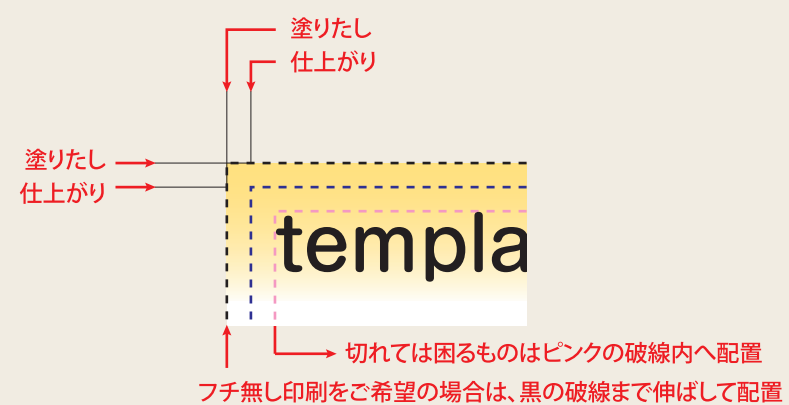 塗りたし
仕上がり
塗りたし
仕上がり
templa
切れては困るものはピンクの破線内へ配置
フチ無し印刷をご希望の場合は、黒の破線まで伸ばして配置